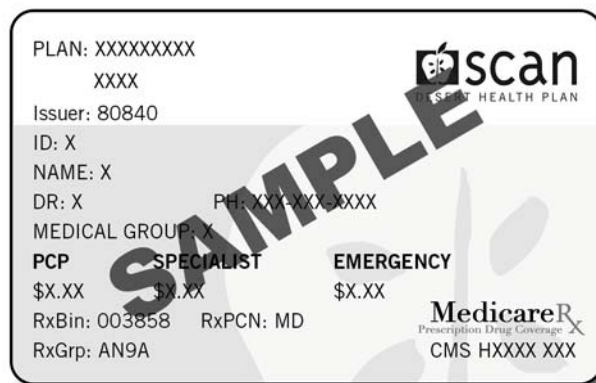 PLAN: XXXXXXXXX
XXXX
scan
DESERT HEALTH PLAN
Issuer: 80840
ID: X
NAME: X
DR: X PH: XXX-XXX-XXXX
MEDICAL GROUP: X
PCP SPECIALIST EMERGENCY
$X.XX $X.XX $X.XX
RxBin: 003858 RxPCN: MD
RxGrp: AN9A
MedicareRx
Prescription Drug Coverage
CMS HXXXX XXX
SAMPLE